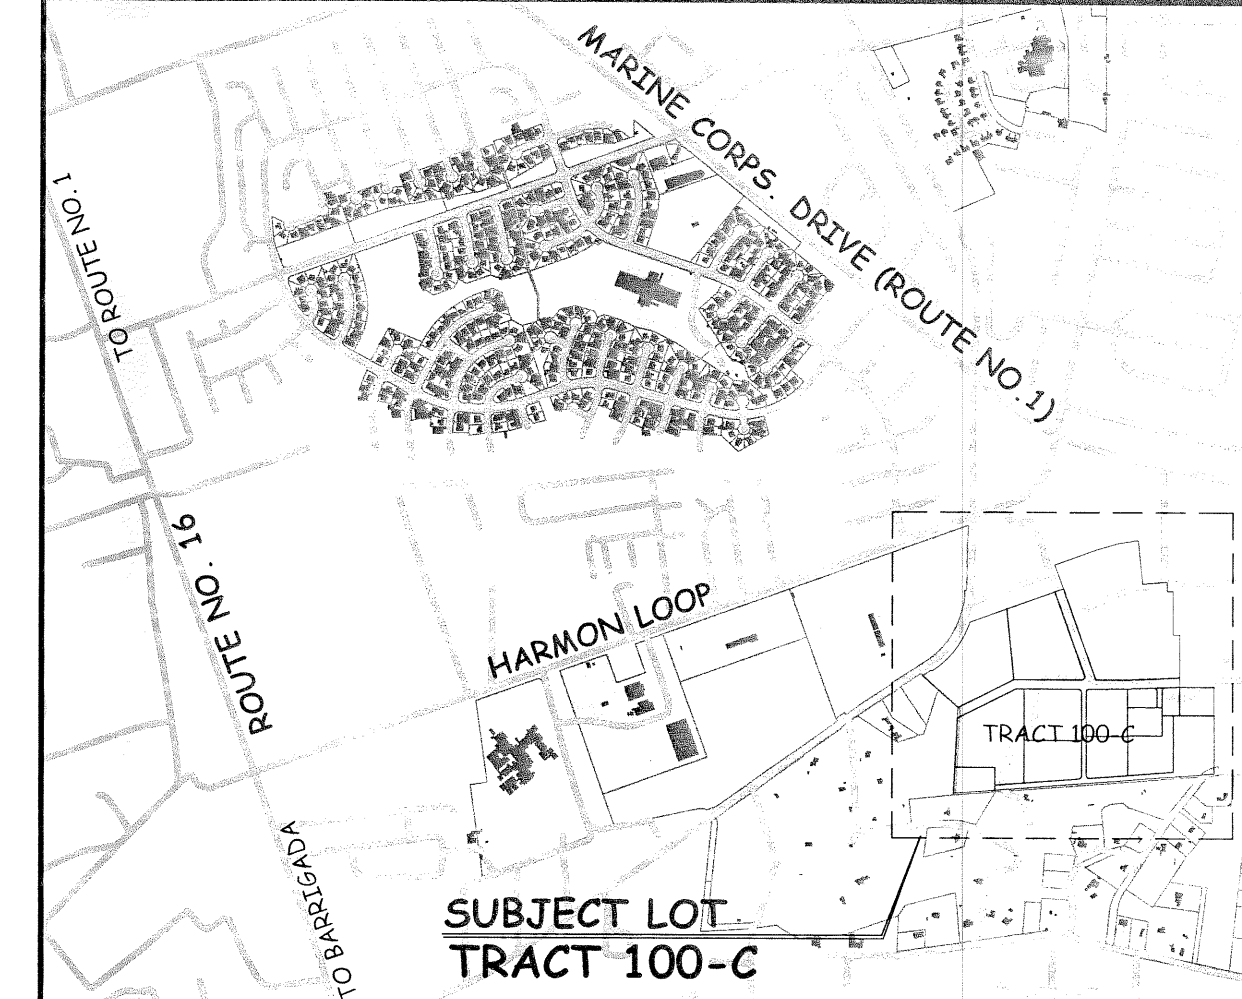 MARINE CORPS. DRIVE (ROUTE NO.1)
TO ROUTE NO.1
ROUTE NO. 16
HARMON LOOP
TRACT 100-C
TO BARRIGADA
SUBJECT LOT
TRACT 100-C